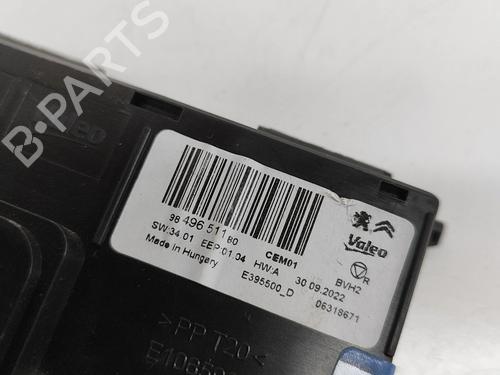 B-PARTS
98 496 511 80
CEM01
SW:34.01 EEP:01.04 HW:A 30.09.2022
Made in Hungary
E395500_D
Valeo
R
BVH2
06318671
>PP T20<